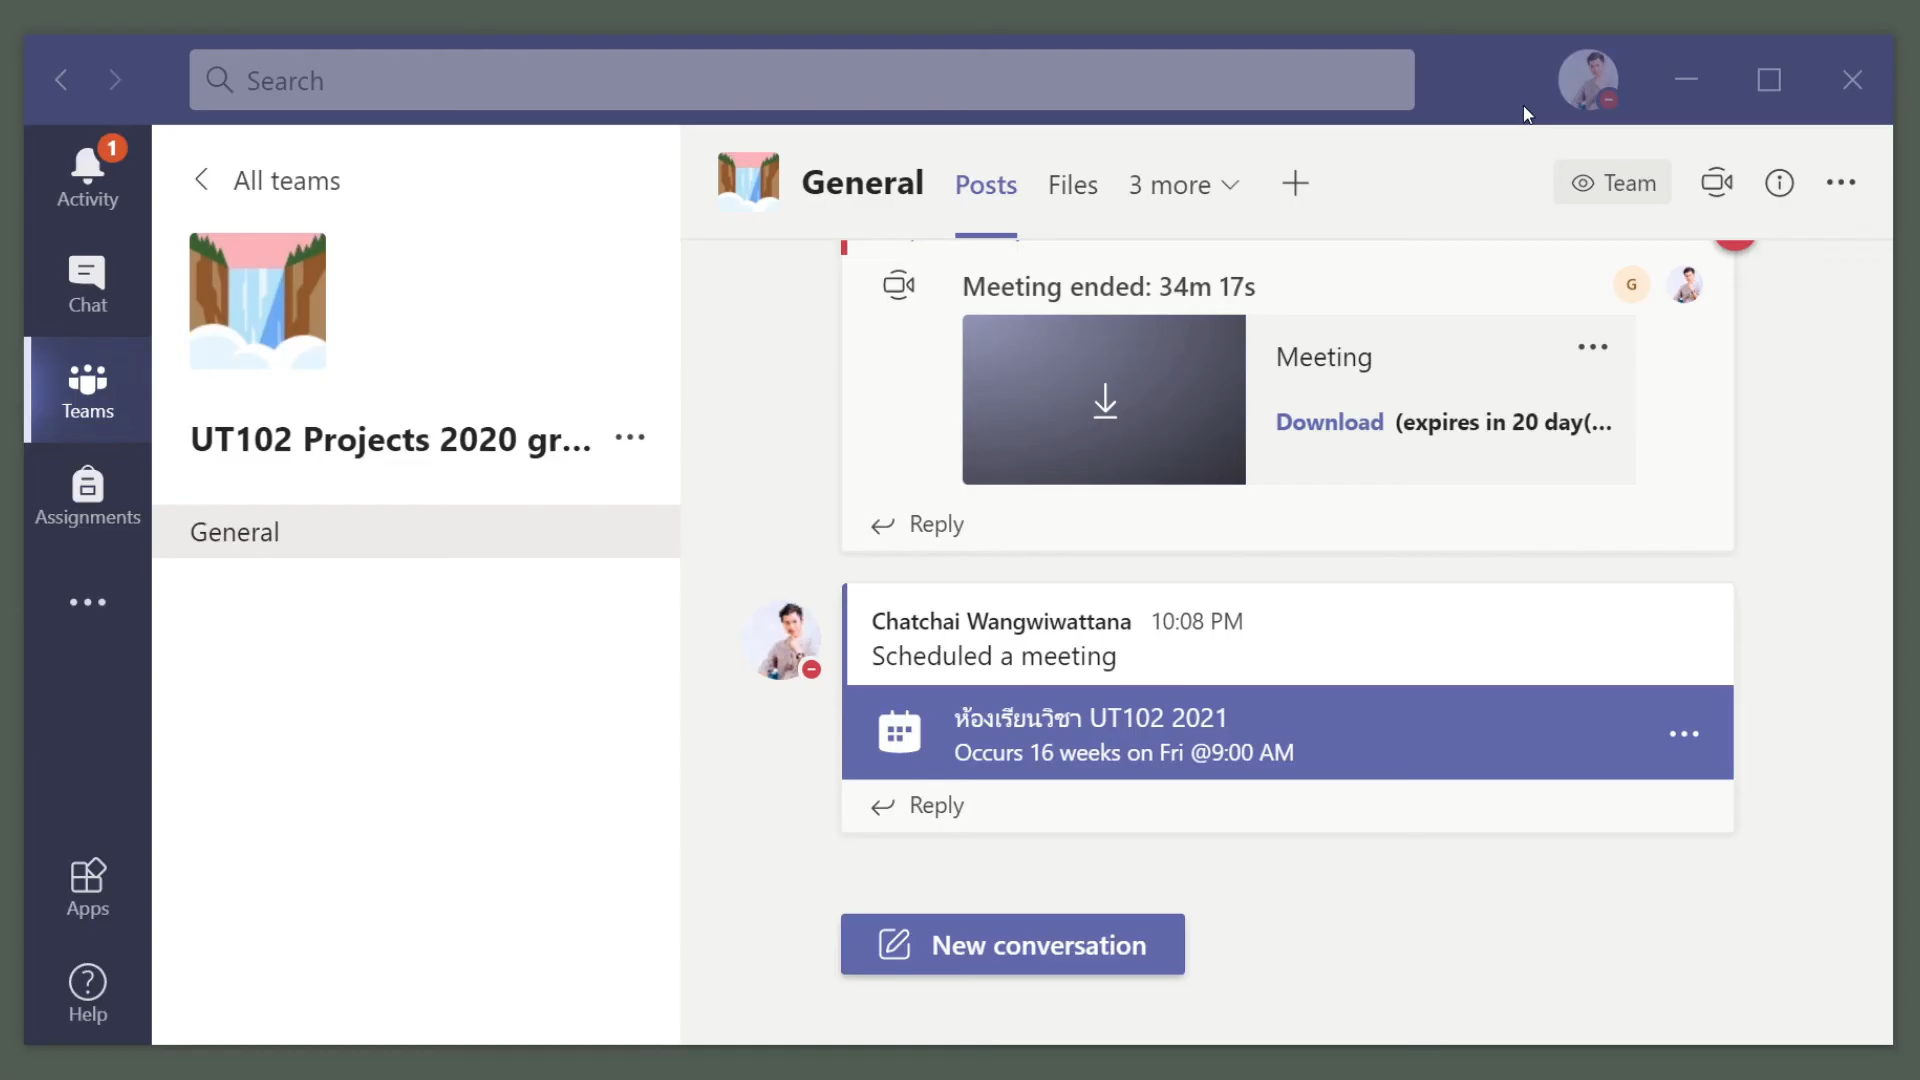 Search
1
Activity
Chat
Teams
Assignments
Apps
Help
All teams
UT102 Projects 2020 gr...
General
General
Posts
Files
3 more
Team
Meeting ended: 34m 17s
G
Meeting
Download (expires in 20 day(...
Reply
Chatchai Wangwiwattana 10:08 PM
Scheduled a meeting
ห้องเรียนวิชา UT102 2021
Occurs 16 weeks on Fri @9:00 AM
Reply
New conversation